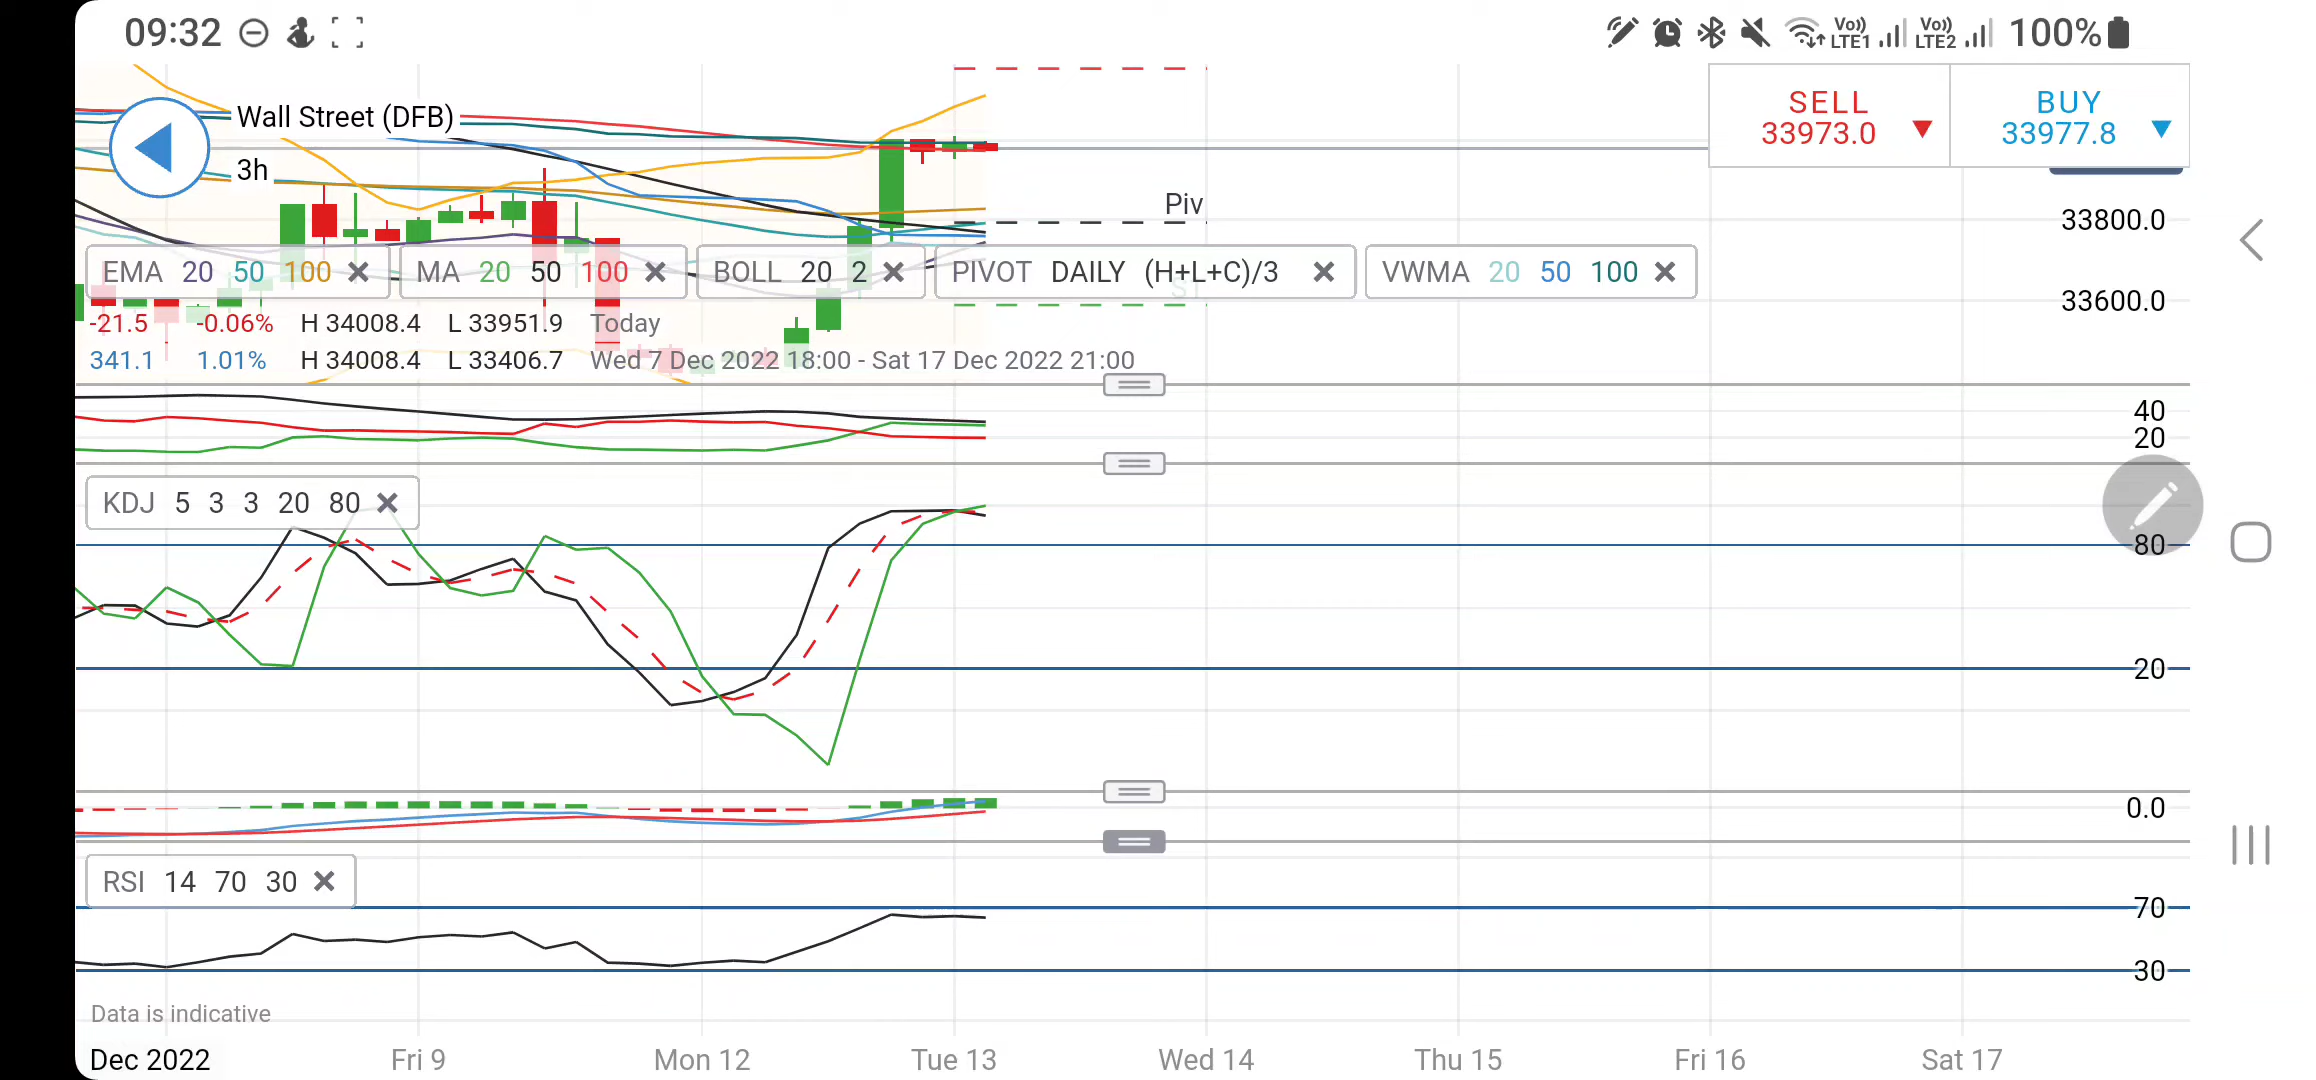 09:32 Vo)) LTE1 Vo)) LTE2 100%
Wall Street (DFB)
3h
SELL 33973.0
BUY 33977.8
Piv
33800.0
EMA 20 50 100
MA 20 50 100
BOLL 20 2
PIVOT DAILY (H+L+C)/3
VWMA 20 50 100
33600.0
-21.5 -0.06% H 34008.4 L 33951.9 Today
341.1 1.01% H 34008.4 L 33406.7 Wed 7 Dec 2022 18:00 - Sat 17 Dec 2022 21:00
40
20
KDJ 5 3 3 20 80
80
20
0.0
RSI 14 70 30
70
30
Data is indicative
Dec 2022 Fri 9 Mon 12 Tue 13 Wed 14 Thu 15 Fri 16 Sat 17